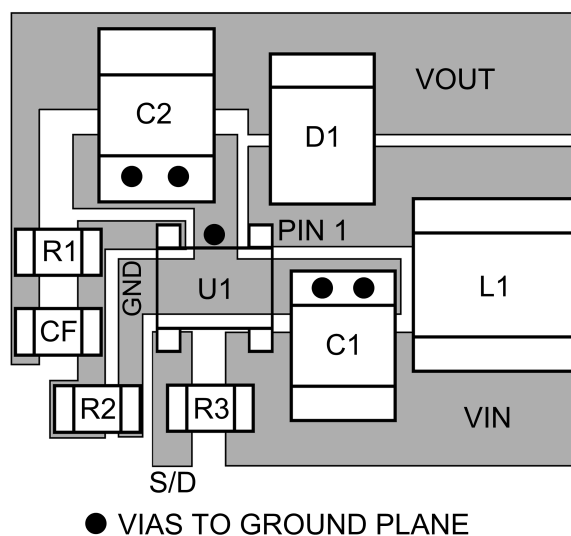 VOUT
C2
D1
PIN 1
R1
GND
U1
L1
CF
C1
R2
R3
VIN
S/D
VIAS TO GROUND PLANE